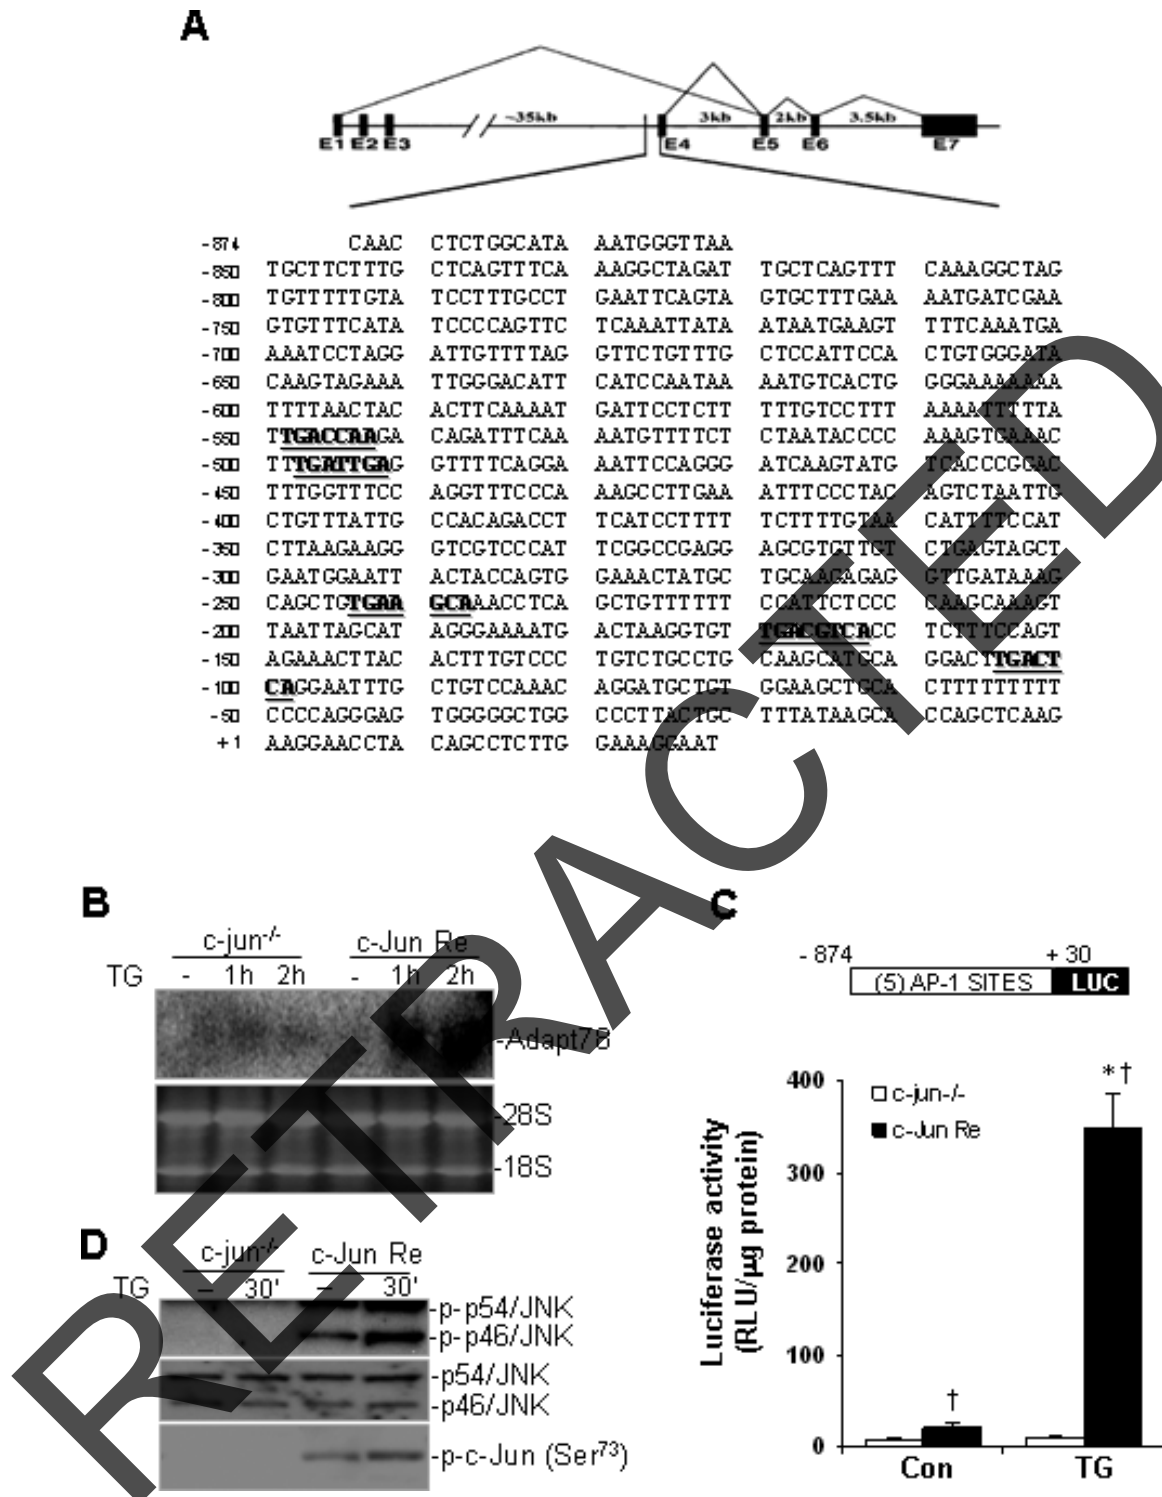 A
~35kb 3kb 2kb 3.5kb
E1 E2 E3 E4 E5 E6 E7
-874 CAAC CTCTGGCATA AATGGGTTAA
-850 TGCTTCTTTG CTCAGTTTCA AAGGCTAGAT TGCTCAGTTT CAAAGGCTAG
-800 TGTTTTTGTA TCCTTTGCCT GAATTCAGTA GTGCTTTGAA AATGATCGAA
-750 GTGTTTCATA TCCCCAGTTC TCAAATTATA ATAATGAAGT TTTCAAATGA
-700 AAATCCTAGG ATTGTTTTAG GTTCTGTTTG CTCCATTCCA CTGTGGGATA
-650 CAAGTAGAAA TTGGGACATT CATCCAATAA AATGTCACTG GGGAAAAAAA
-600 TTTTAACTAC ACTTCAAAAT GATTCCTCTT TTTGTCCTTT AAAATTTTTA
-550 TTGACCAAGA CAGATTTCAA AATGTTTTCT CTAATACCCC AAAGTGAAAC
-500 TTTGATTGAG GTTTTCAGGA AATTCCAGGG ATCAAGTATG TCACCCGGAC
-450 TTTGGTTTCC AGGTTTCCCA AAGCCTTGAA ATTTCCCTAC AGTCTAATTG
-400 CTGTTTATTG CCACAGACCT TCATCCTTTT TCTTTTGTAA CATTTTCCAT
-350 CTTAAGAAGG GTCGTCCCAT TCGGCCGAGG AGCGTGTTGT CTGAGTAGCT
-300 GAATGGAATT ACTACCAGTG GAAACTATGC TGCAAGAGAG GTTGATAAAG
-250 CAGCTGTGAA GCAAACCTCA GCTGTTTTTT CCATTCTCCC CAAGCAAAGT
-200 TAATTAGCAT AGGGAAAATG ACTAAGGTGT TGACGTCACC TCTTTCCAGT
-150 AGAAACTTAC ACTTTGTCCC TGTCTGCCTG CAAGCATGCA GGACTTGACT
-100 CAGGAATTTG CTGTCCAAAC AGGATGCTGT GGAAGCTGCA CTTTTTTTTT
-50 CCCCAGGGAG TGGGGGCTGG CCCTTACTGC TTTATAAGCA CCAGCTCAAG
+1 AAGGAACCTA CAGCCTCTTG GAAAGGAAT
B
c-jun-/- c-Jun Re
TG - 1h 2h - 1h 2h
-Adapt78
-28S
-18S
C
- 874 + 30
(5) AP-1 SITES LUC
Luciferase activity
(RLU/µg protein)
400
300
200
100
0
c-jun-/-
c-Jun Re
*†
†
Con TG
D
c-jun-/- c-Jun Re
TG – 30' – 30'
-p-p54/JNK
-p-p46/JNK
-p54/JNK
-p46/JNK
-p-c-Jun (Ser73)
RETRACTED